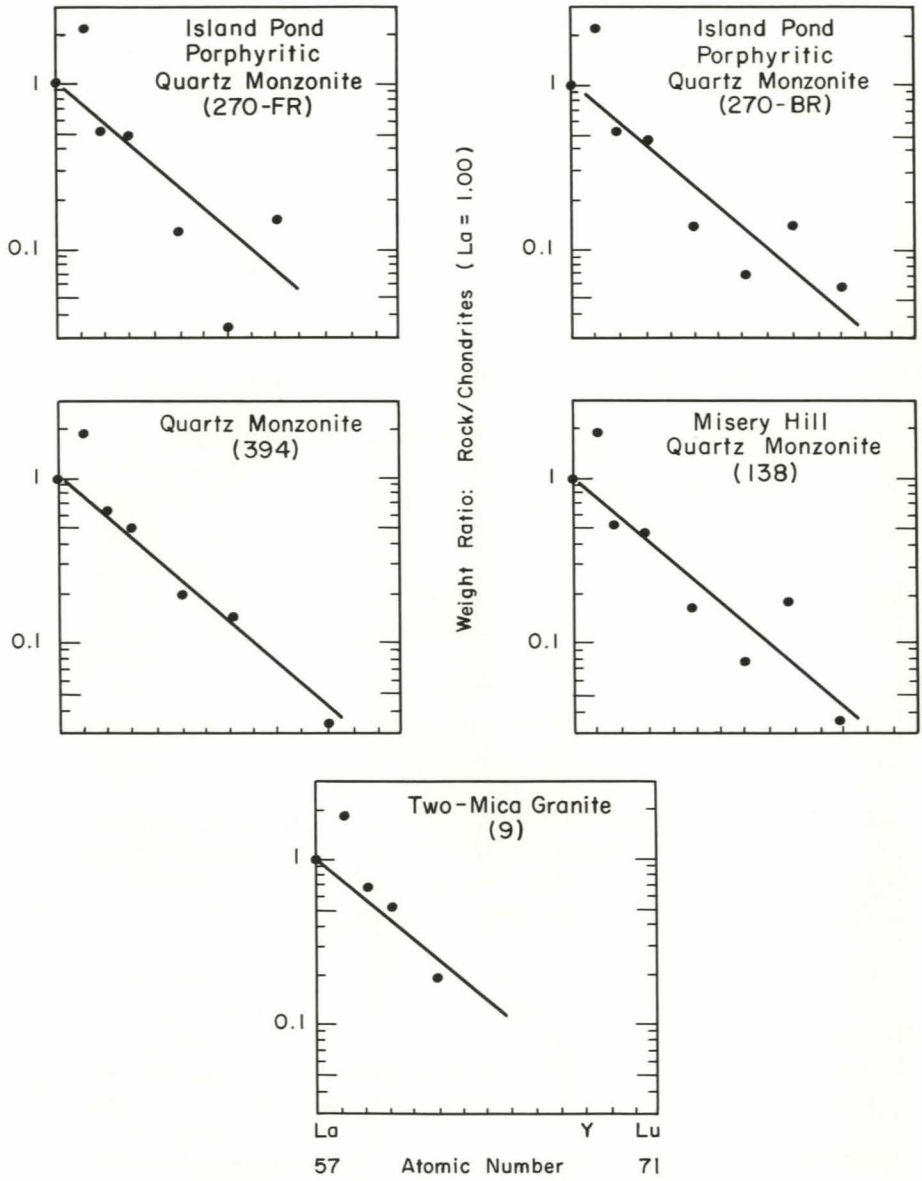 Island Pond
Porphyritic
Quartz Monzonite
(270-FR)
1
0.1
Island Pond
Porphyritic
Quartz Monzonite
(270-BR)
1
0.1
Weight Ratio: Rock/Chondrites (La = 1.00)
Quartz Monzonite
(394)
1
0.1
Misery Hill
Quartz Monzonite
(138)
1
0.1
Two-Mica Granite
(9)
1
0.1
La Y Lu
57 Atomic Number 71